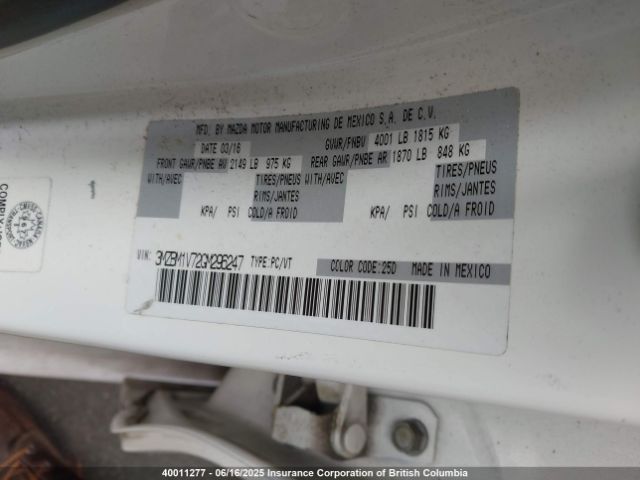 MFD. BY MAZDA MOTOR MANUFACTURING DE MEXICO S.A. DE C.V.
DATE 03/16 GVWR/PNBV 4001 LB 1815 KG
FRONT GAWR/PNBE AV 2149 LB 975 KG REAR GAWR/PNBE AR 1870 LB 848 KG
WITH/AVEC TIRES/PNEUS WITH/AVEC TIRES/PNEUS
RIMS/JANTES RIMS/JANTES
KPA/ PSI COLD/A FROID KPA/ PSI COLD/A FROID
VIN: 3MZBM1V72GM295247 TYPE:PC/VT COLOR CODE:25D MADE IN MEXICO
40011277 - 06/16/2025 Insurance Corporation of British Columbia